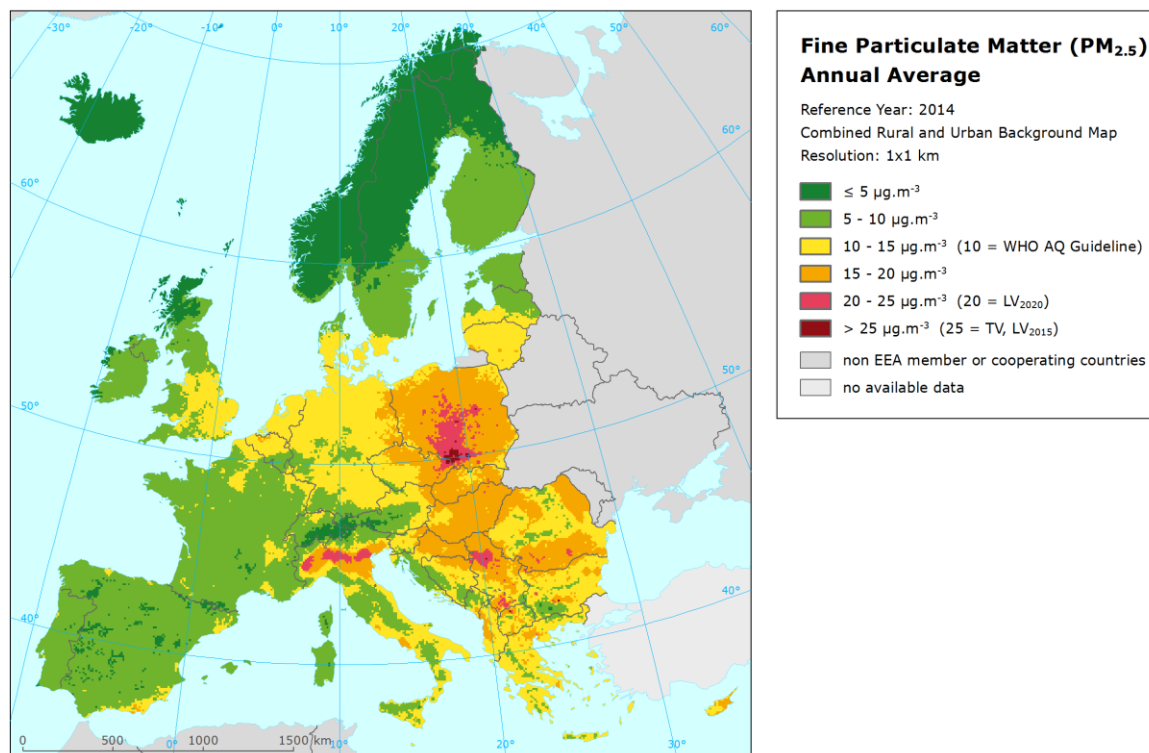 -30° -20° -10° 0° 10° 20° 30° 40° 50° 60°
60°
60°
50°
50°
40°
40°
0 500 1000 1500 km
0° 10° 20° 30°
Fine Particulate Matter (PM₂.₅)
Annual Average
Reference Year: 2014
Combined Rural and Urban Background Map
Resolution: 1x1 km
≤ 5 µg.m⁻³
5 - 10 µg.m⁻³
10 - 15 µg.m⁻³ (10 = WHO AQ Guideline)
15 - 20 µg.m⁻³
20 - 25 µg.m⁻³ (20 = LV₂₀₂₀)
> 25 µg.m⁻³ (25 = TV, LV₂₀₁₅)
non EEA member or cooperating countries
no available data